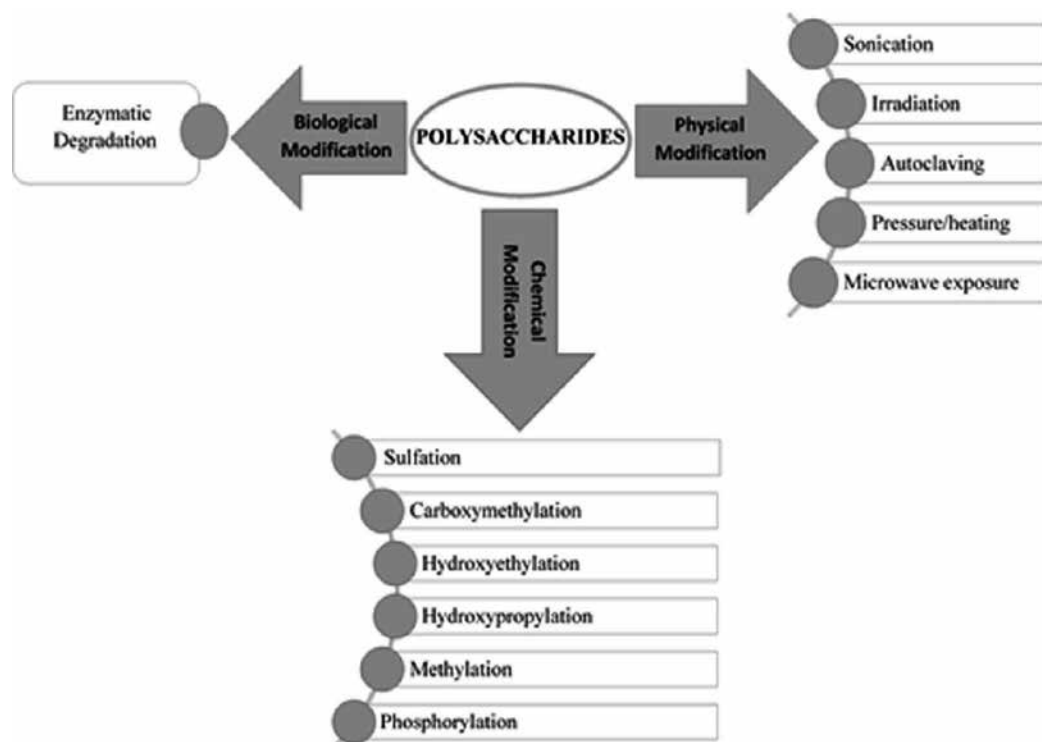 Enzymatic
Degradation
Biological
Modification
POLYSACCHARIDES
Physical
Modification
Sonication
Irradiation
Autoclaving
Pressure/heating
Microwave exposure
Chemical
Modification
Sulfation
Carboxymethylation
Hydroxyethylation
Hydroxypropylation
Methylation
Phosphorylation